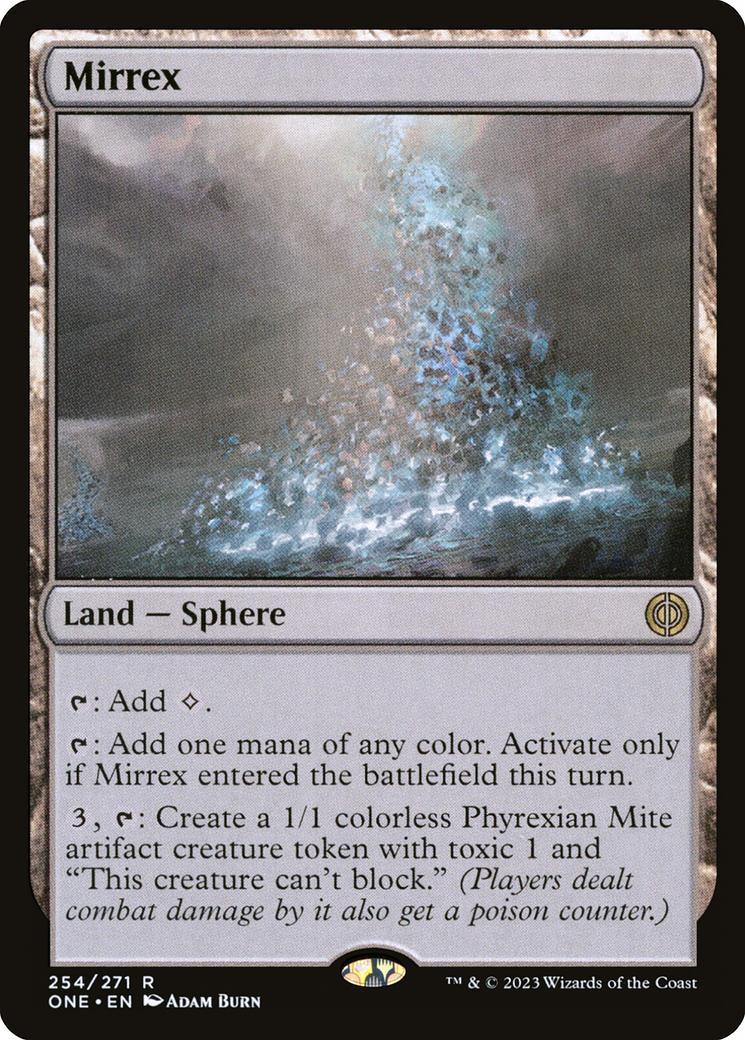 Mirrex
Land — Sphere
: Add .
: Add one mana of any color. Activate only
if Mirrex entered the battlefield this turn.
3, : Create a 1/1 colorless Phyrexian Mite
artifact creature token with toxic 1 and
“This creature can’t block.” (Players dealt
combat damage by it also get a poison counter.)
254/271 R
ONE • EN Adam Burn
™ & © 2023 Wizards of the Coast